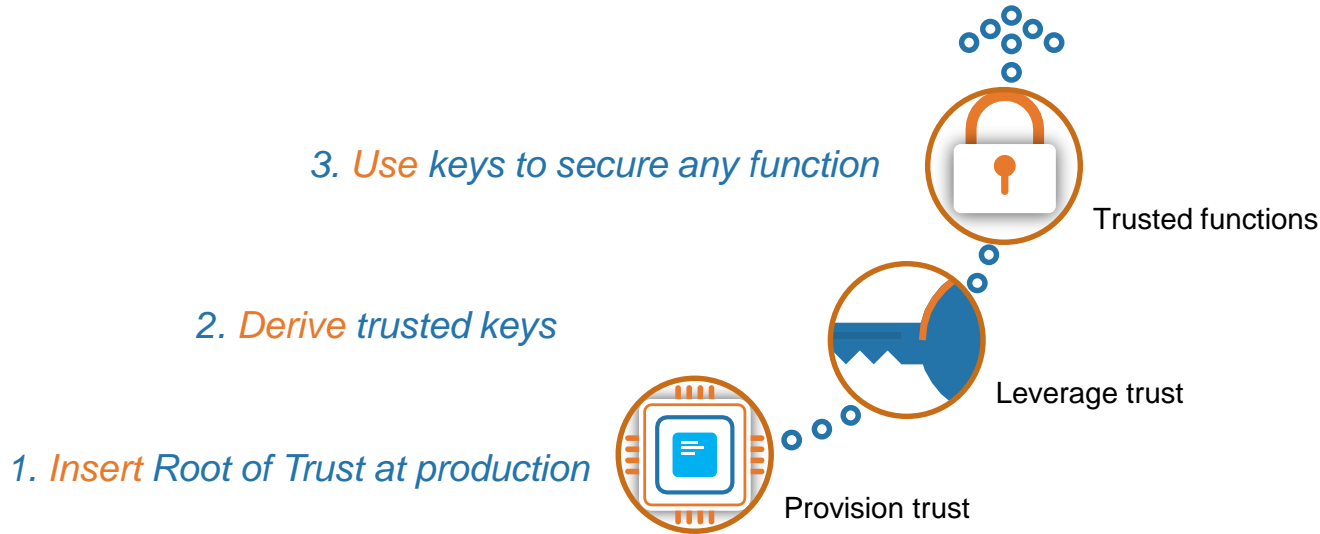 3. Use keys to secure any function
Trusted functions
2. Derive trusted keys
Leverage trust
1. Insert Root of Trust at production
Provision trust